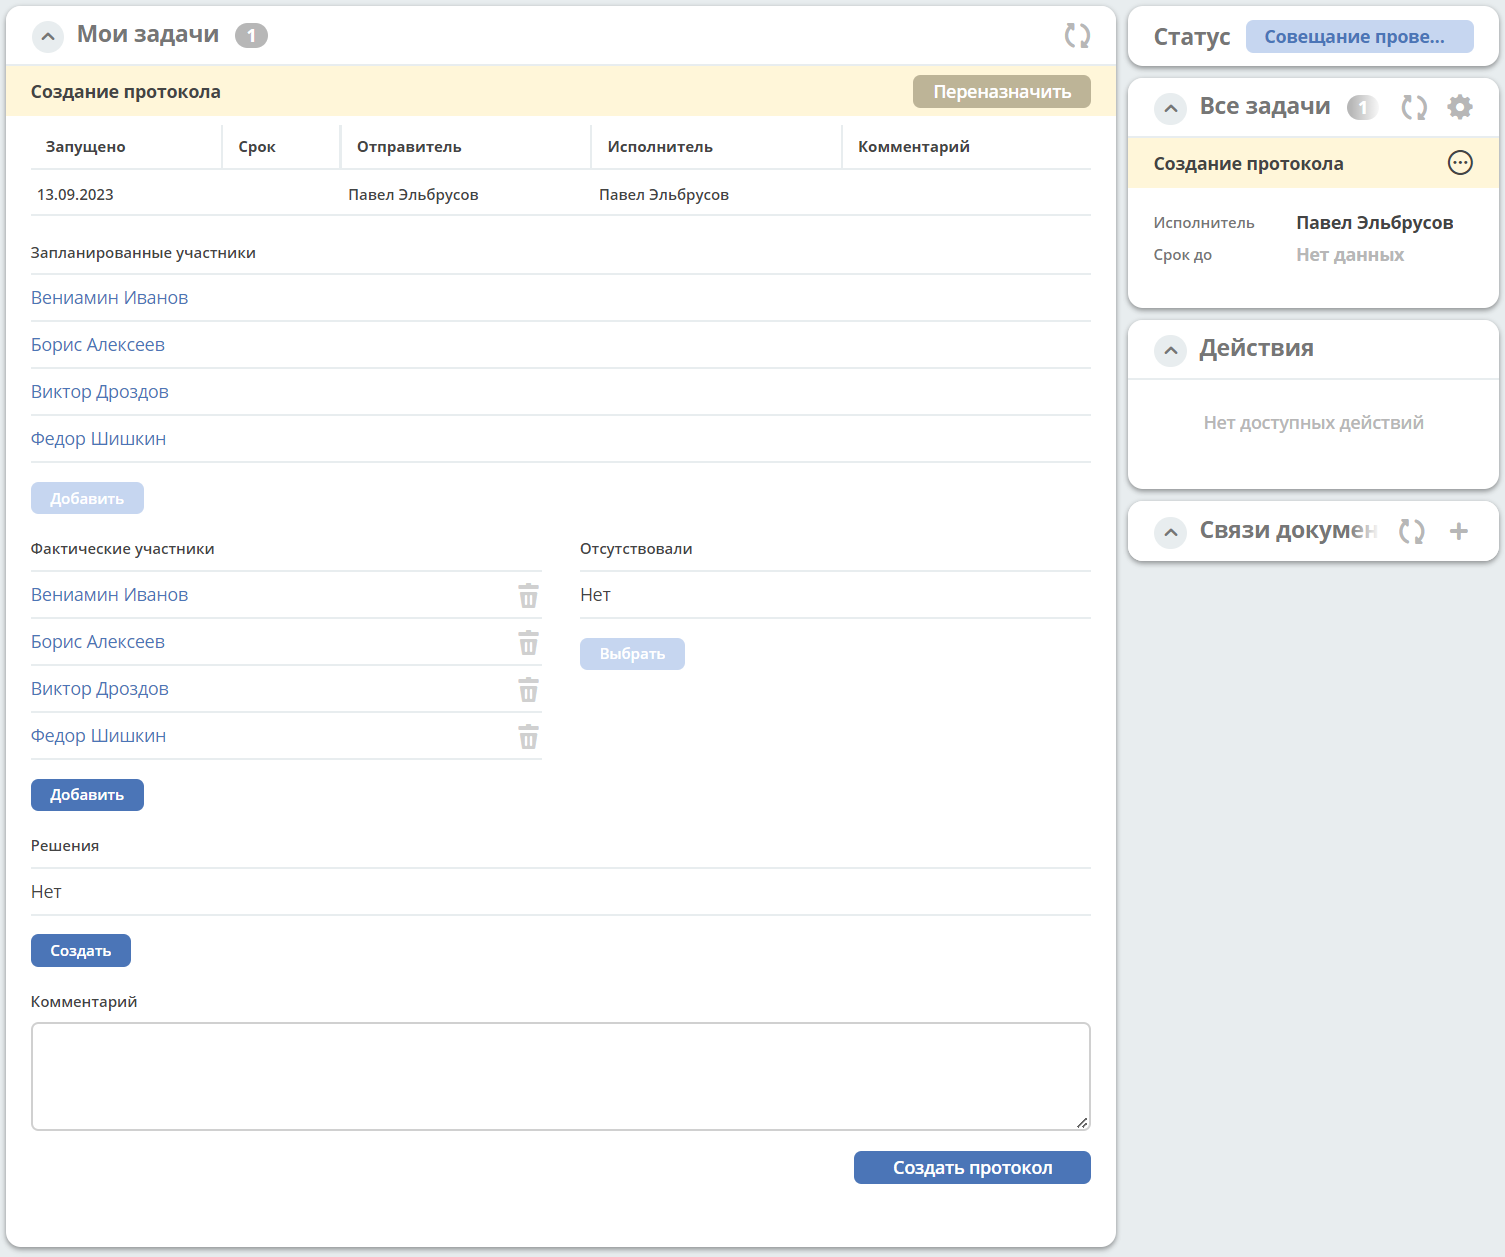 Мои задачи 1
Создание протокола Переназначить
Запущено Срок Отправитель Исполнитель Комментарий
13.09.2023 Павел Эльбрусов Павел Эльбрусов
Запланированные участники
Вениамин Иванов
Борис Алексеев
Виктор Дроздов
Федор Шишкин
Добавить
Фактические участники
Вениамин Иванов
Борис Алексеев
Виктор Дроздов
Федор Шишкин
Добавить
Отсутствовали
Нет
Выбрать
Решения
Нет
Создать
Комментарий
Создать протокол
Статус Совещание прове...
Все задачи 1
Создание протокола
Исполнитель Павел Эльбрусов
Срок до Нет данных
Действия
Нет доступных действий
Связи докумен